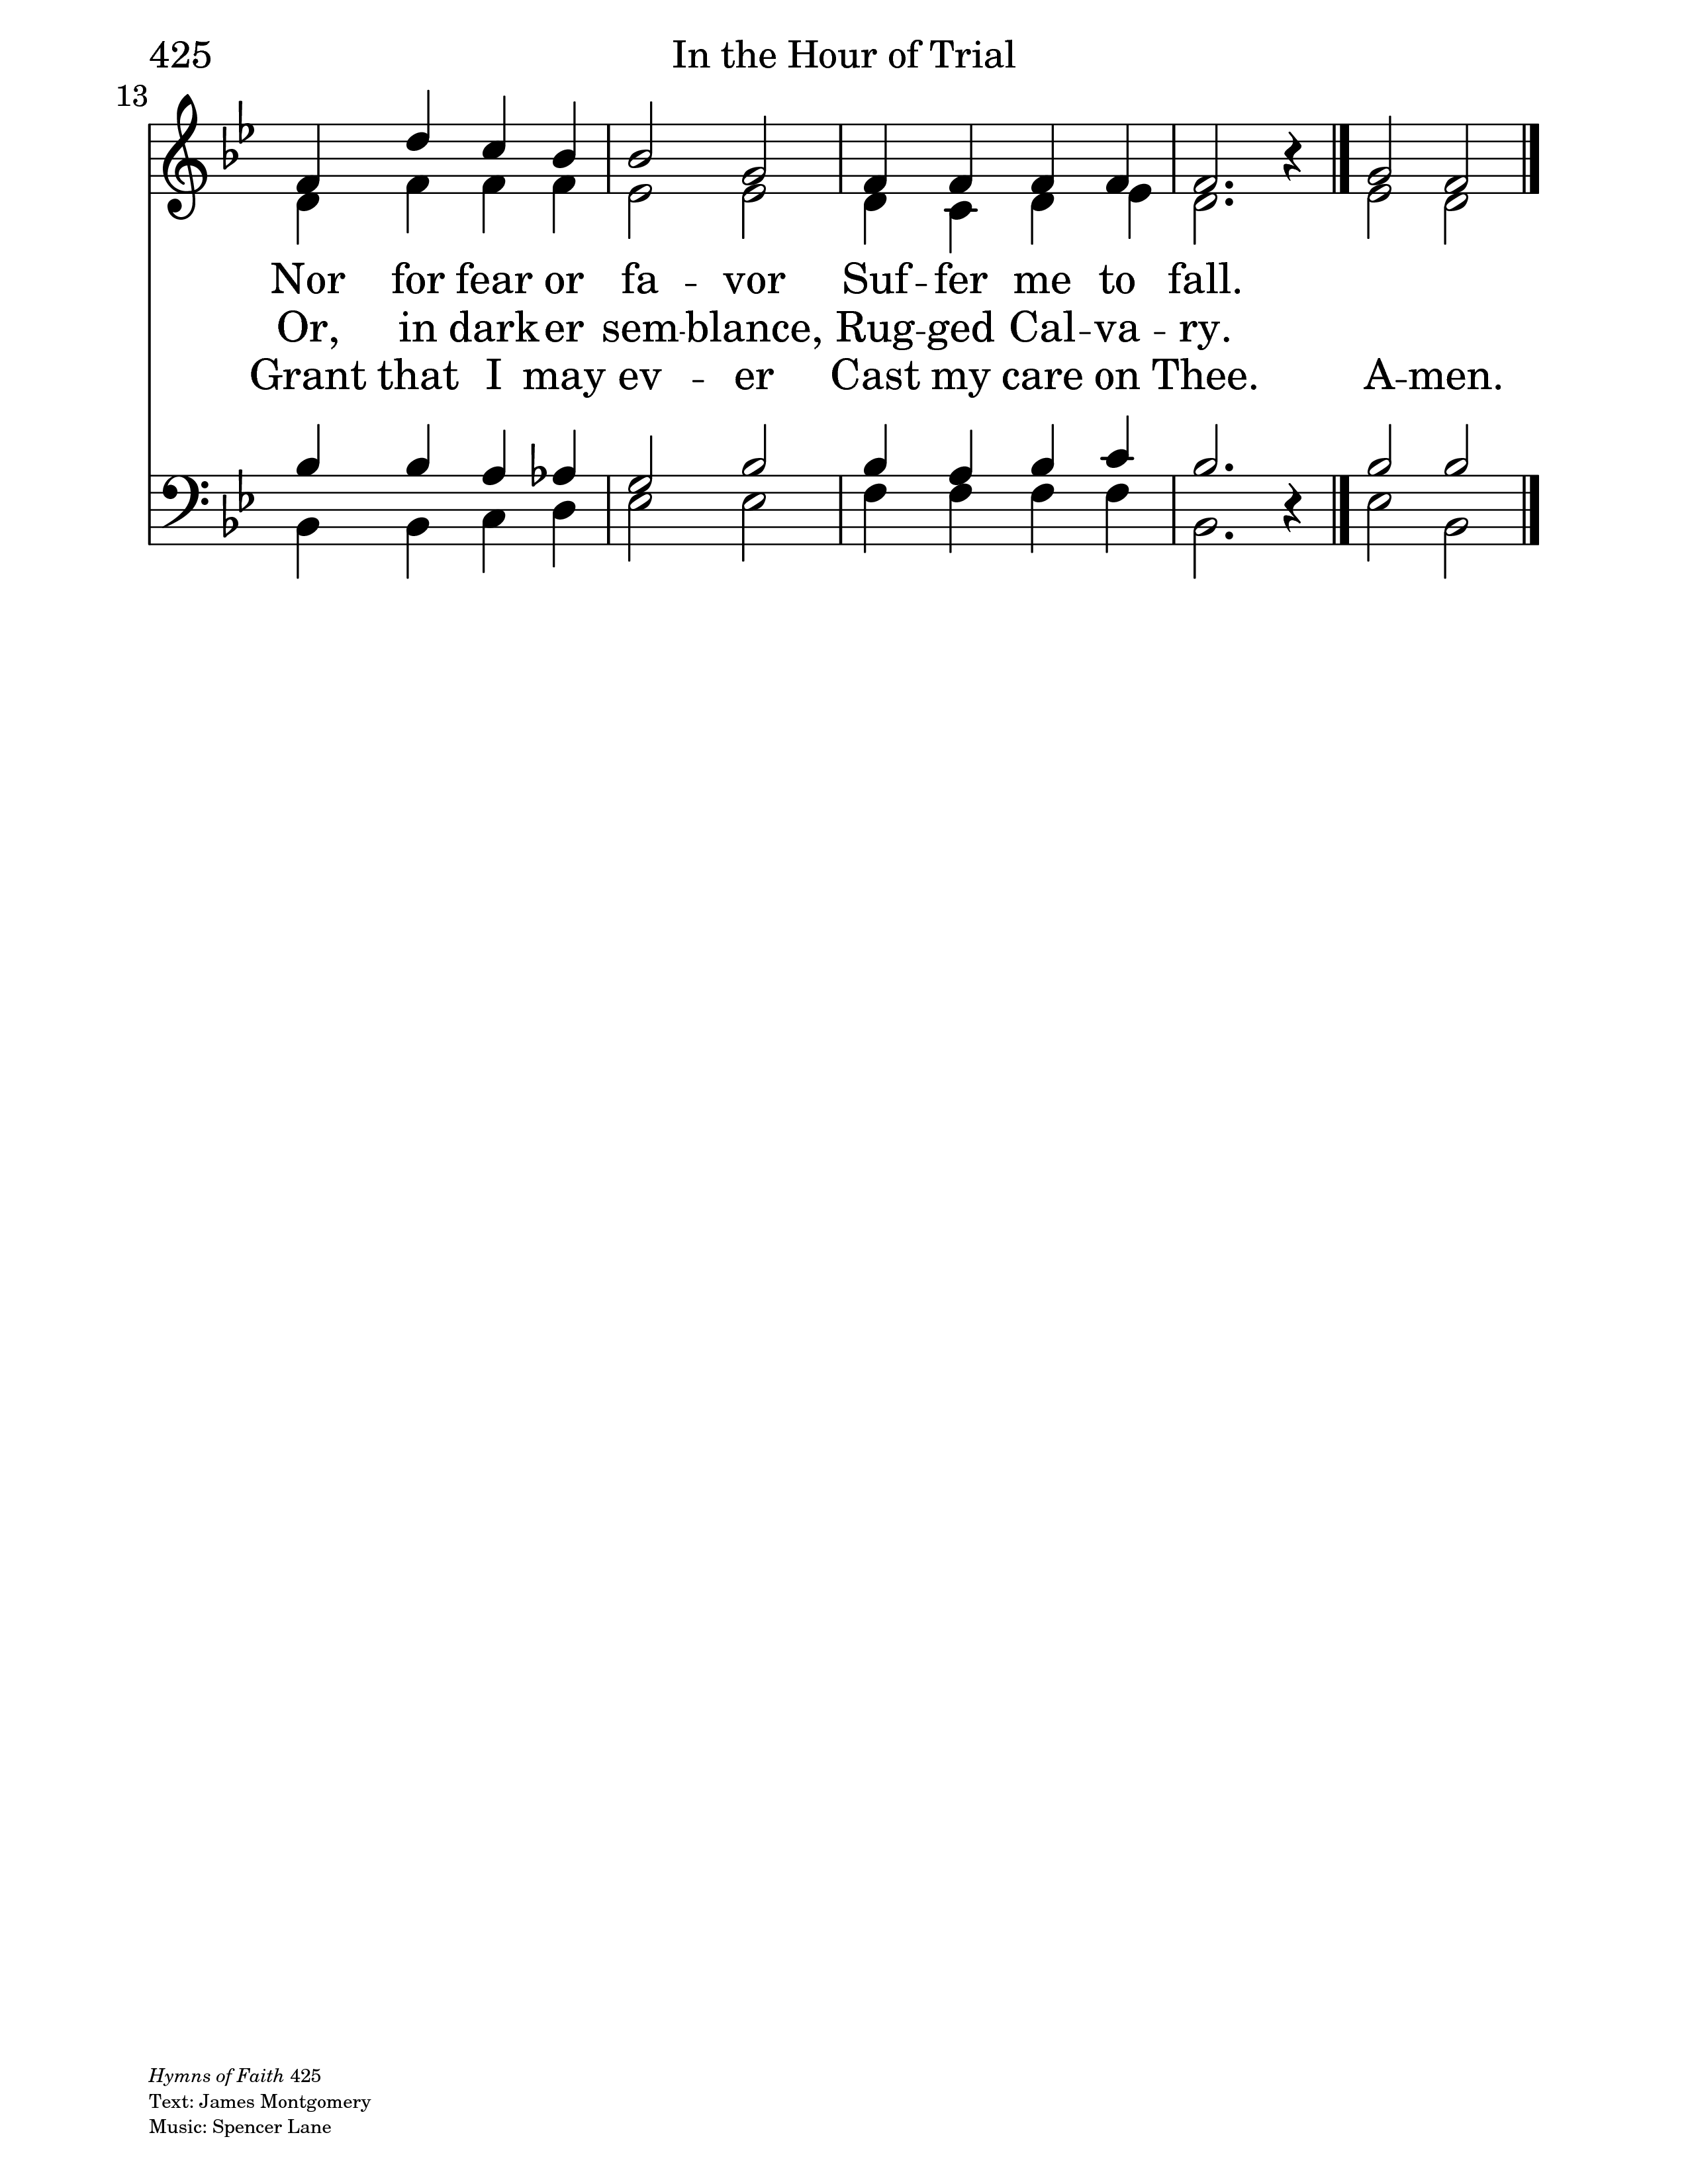 425 In the Hour of Trial
13
Nor for fear or fa -- vor Suf -- fer me to fall.
Or, in darker sem -- blance, Rug -- ged Cal -- va -- ry.
Grant that I may ev -- er Cast my care on Thee. A -- men.
Hymns of Faith 425
Text: James Montgomery
Music: Spencer Lane